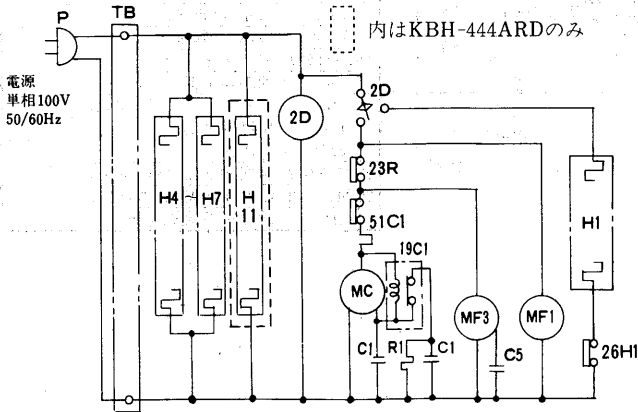 P
TB
内はKBH-444ARDのみ
電源
単相100V
50/60Hz
2D
2D
23R
H4
H7
H
11
51C1
H1
19C1
MC
MF3
MF1
C1
R1
C1
C5
26H1